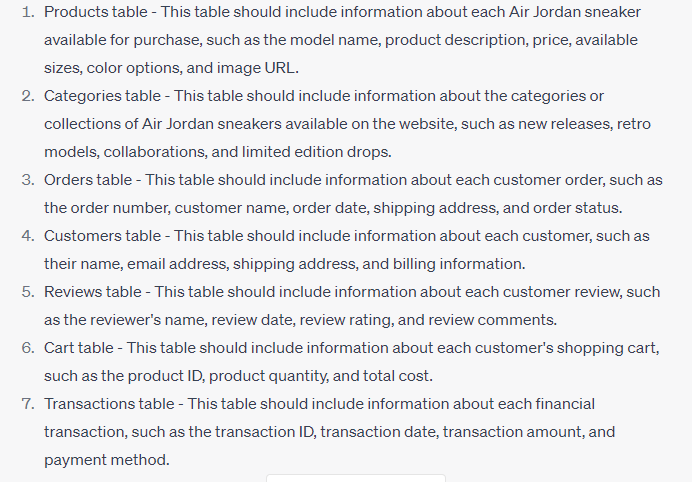 1. Products table - This table should include information about each Air Jordan sneaker
available for purchase, such as the model name, product description, price, available
sizes, color options, and image URL.
2. Categories table - This table should include information about the categories or
collections of Air Jordan sneakers available on the website, such as new releases, retro
models, collaborations, and limited edition drops.
3. Orders table - This table should include information about each customer order, such as
the order number, customer name, order date, shipping address, and order status.
4. Customers table - This table should include information about each customer, such as
their name, email address, shipping address, and billing information.
5. Reviews table - This table should include information about each customer review, such
as the reviewer's name, review date, review rating, and review comments.
6. Cart table - This table should include information about each customer's shopping cart,
such as the product ID, product quantity, and total cost.
7. Transactions table - This table should include information about each financial
transaction, such as the transaction ID, transaction date, transaction amount, and
payment method.